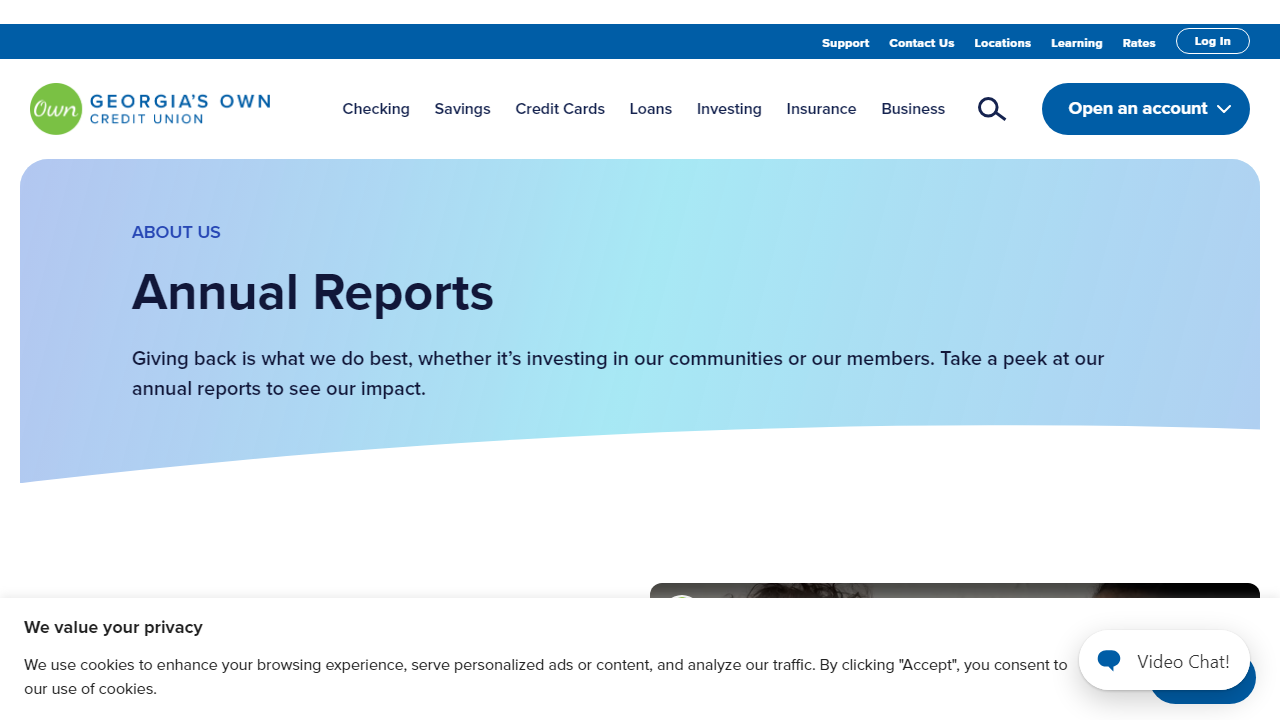 Support Contact Us Locations Learning Rates Log In
Own GEORGIA'S OWN
CREDIT UNION
Checking Savings Credit Cards Loans Investing Insurance Business Open an account
ABOUT US
Annual Reports
Giving back is what we do best, whether it’s investing in our communities or our members. Take a peek at our
annual reports to see our impact.
We value your privacy
We use cookies to enhance your browsing experience, serve personalized ads or content, and analyze our traffic. By clicking "Accept", you consent to
our use of cookies.
Video Chat!